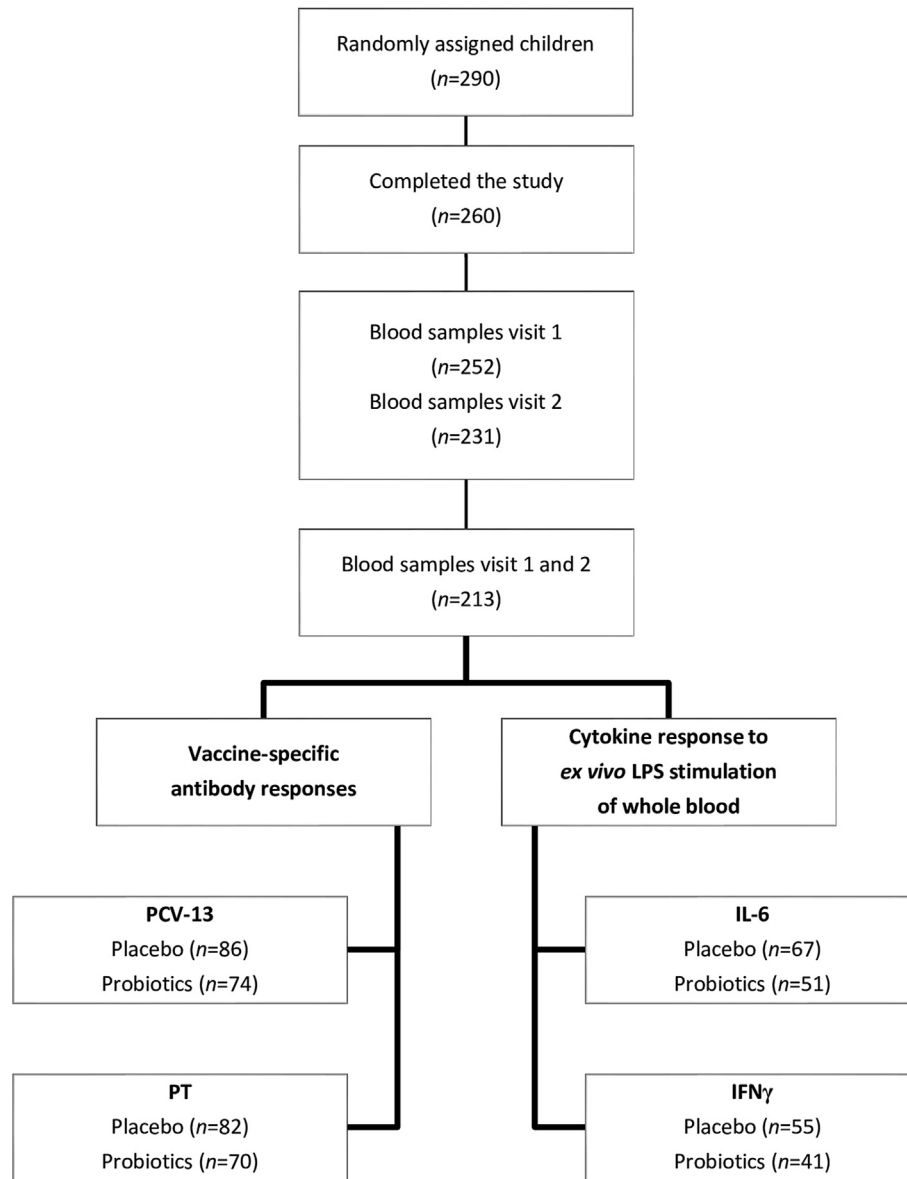 Randomly assigned children
(n=290)
Completed the study
(n=260)
Blood samples visit 1
(n=252)
Blood samples visit 2
(n=231)
Blood samples visit 1 and 2
(n=213)
Vaccine-specific
antibody responses
Cytokine response to
ex vivo LPS stimulation
of whole blood
PCV-13
Placebo (n=86)
Probiotics (n=74)
IL-6
Placebo (n=67)
Probiotics (n=51)
PT
Placebo (n=82)
Probiotics (n=70)
IFNγ
Placebo (n=55)
Probiotics (n=41)